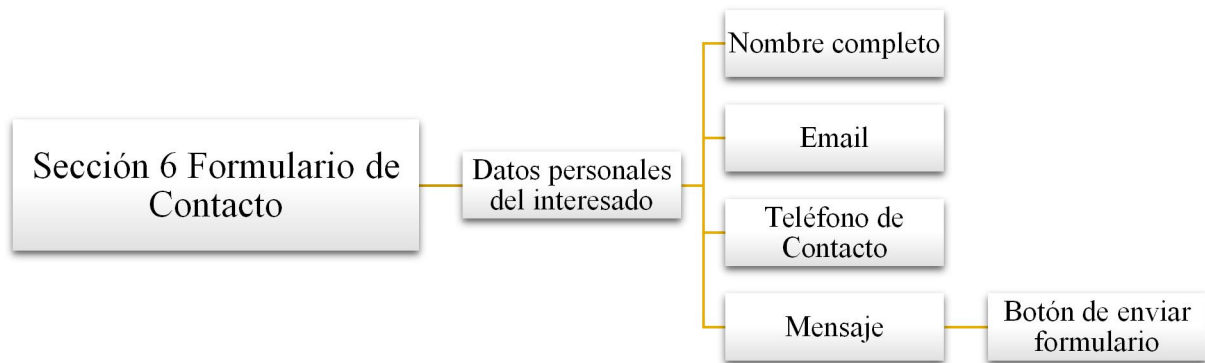 Sección 6 Formulario de
Contacto
Datos personales
del interesado
Nombre completo
Email
Teléfono de
Contacto
Mensaje
Botón de enviar
formulario